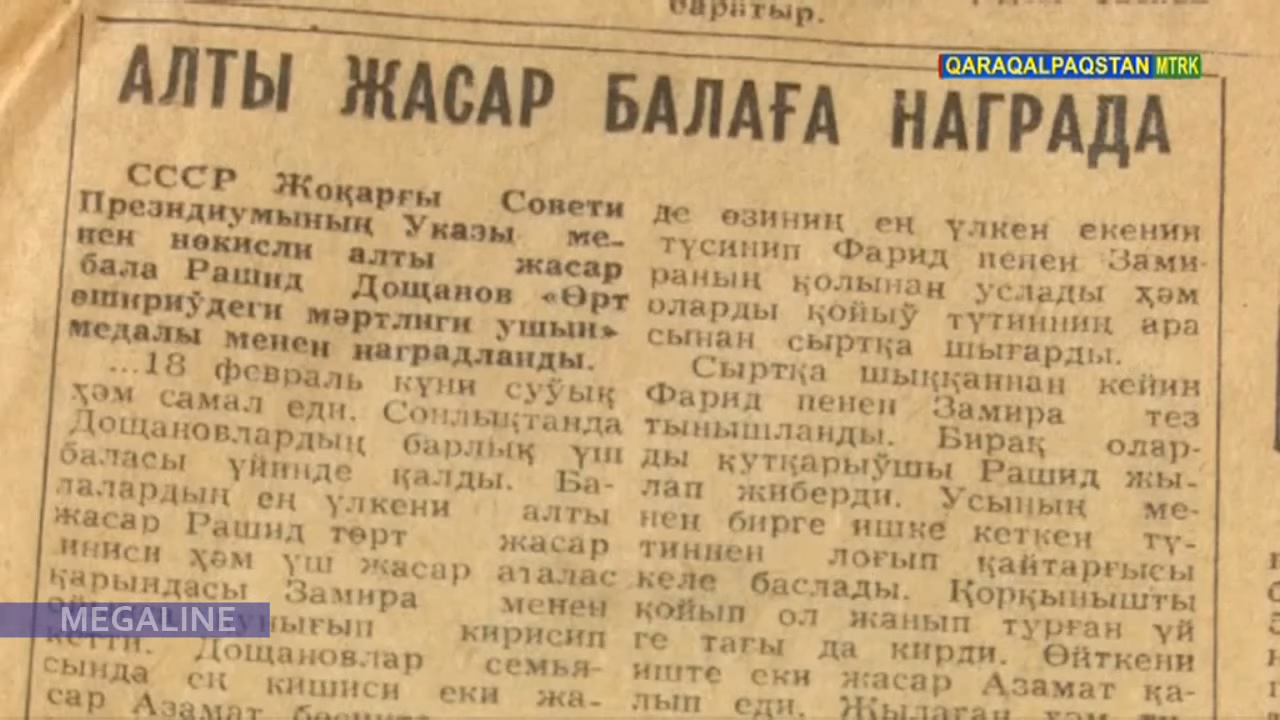 баратыр.
QARAQALPAQSTAN MTRK
АЛТЫ ЖАСАР БАЛАҒА НАГРАДА
СССР Жоқарғы Совети
Президиумының Указы ме-
нен нөкисли алты жасар
бала Рашид Дощанов «Өрт
өшириўдеги мәртлиги ушын»
медалы менен наградланды.
...18 февраль күни суўық
ҳәм самал еди. Сонлықтанда
Дощановлардың барлық үш
баласы үйинде қалды. Ба-
лалардың ең үлкени алты
жасар Рашид төрт жасар
иниси ҳәм үш жасар аталас
қарындасы Замира менен
кирисип
кетти. Дощановлар семья-
сында ең кишиси еки жа-
сар Азамат
де өзиниң ең үлкен екенин
түсинип Фарид пенен Зами-
раның қолынан услады ҳәм
оларды қойыў түтинниң ара
сынан сыртқа шығарды.
Сыртқа шыққаннан кейин
Фарид пенен Замира тез
тынышланды. Бирақ олар-
ды қутқарыўшы Рашид жы-
лап жиберди. Усының ме-
нен бирге ишке кеткен тү-
тиннен лоғып қайтарғысы
келе баслады. Қорқынышты
қойып ол жанып турған үй
ге тағы да кирди. Өйткени
иште еки жасар Азамат қа-
лып еди. Жылаған ҳәм
MEGALINE